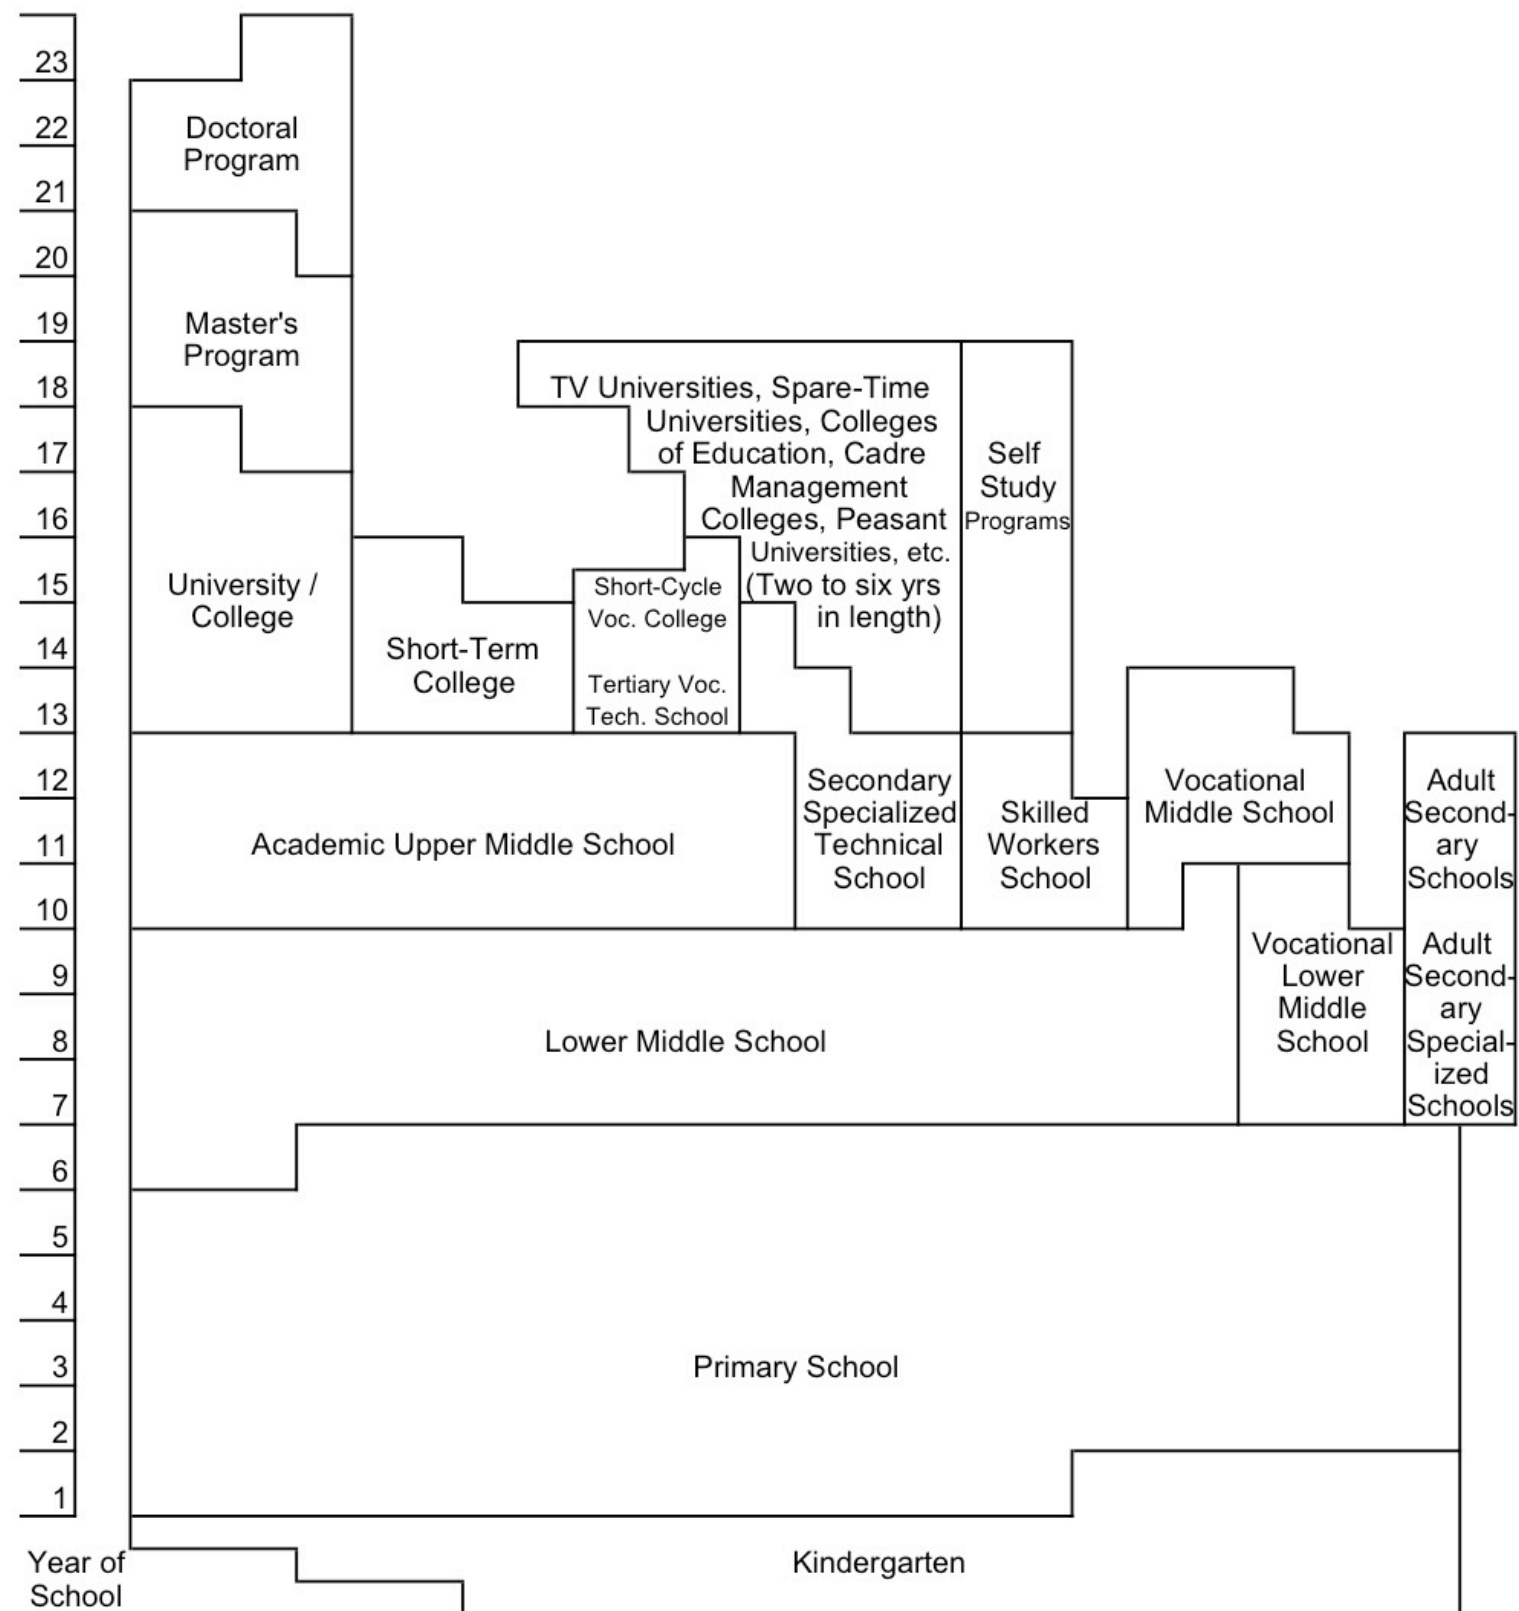 23
22
21
20
19
18
17
16
15
14
13
12
11
10
9
8
7
6
5
4
3
2
1
Year of
School
Doctoral
Program
Master's
Program
University /
College
Short-Term
College
Short-Cycle
Voc. College
Tertiary Voc.
Tech. School
TV Universities, Spare-Time
Universities, Colleges
of Education, Cadre
Management
Colleges, Peasant
Universities, etc.
(Two to six yrs
in length)
Self
Study
Programs
Academic Upper Middle School
Secondary
Specialized
Technical
School
Skilled
Workers
School
Vocational
Middle School
Adult
Second-
ary
Schools
Adult
Second-
ary
Special-
ized
Schools
Lower Middle School
Vocational
Lower
Middle
School
Primary School
Kindergarten